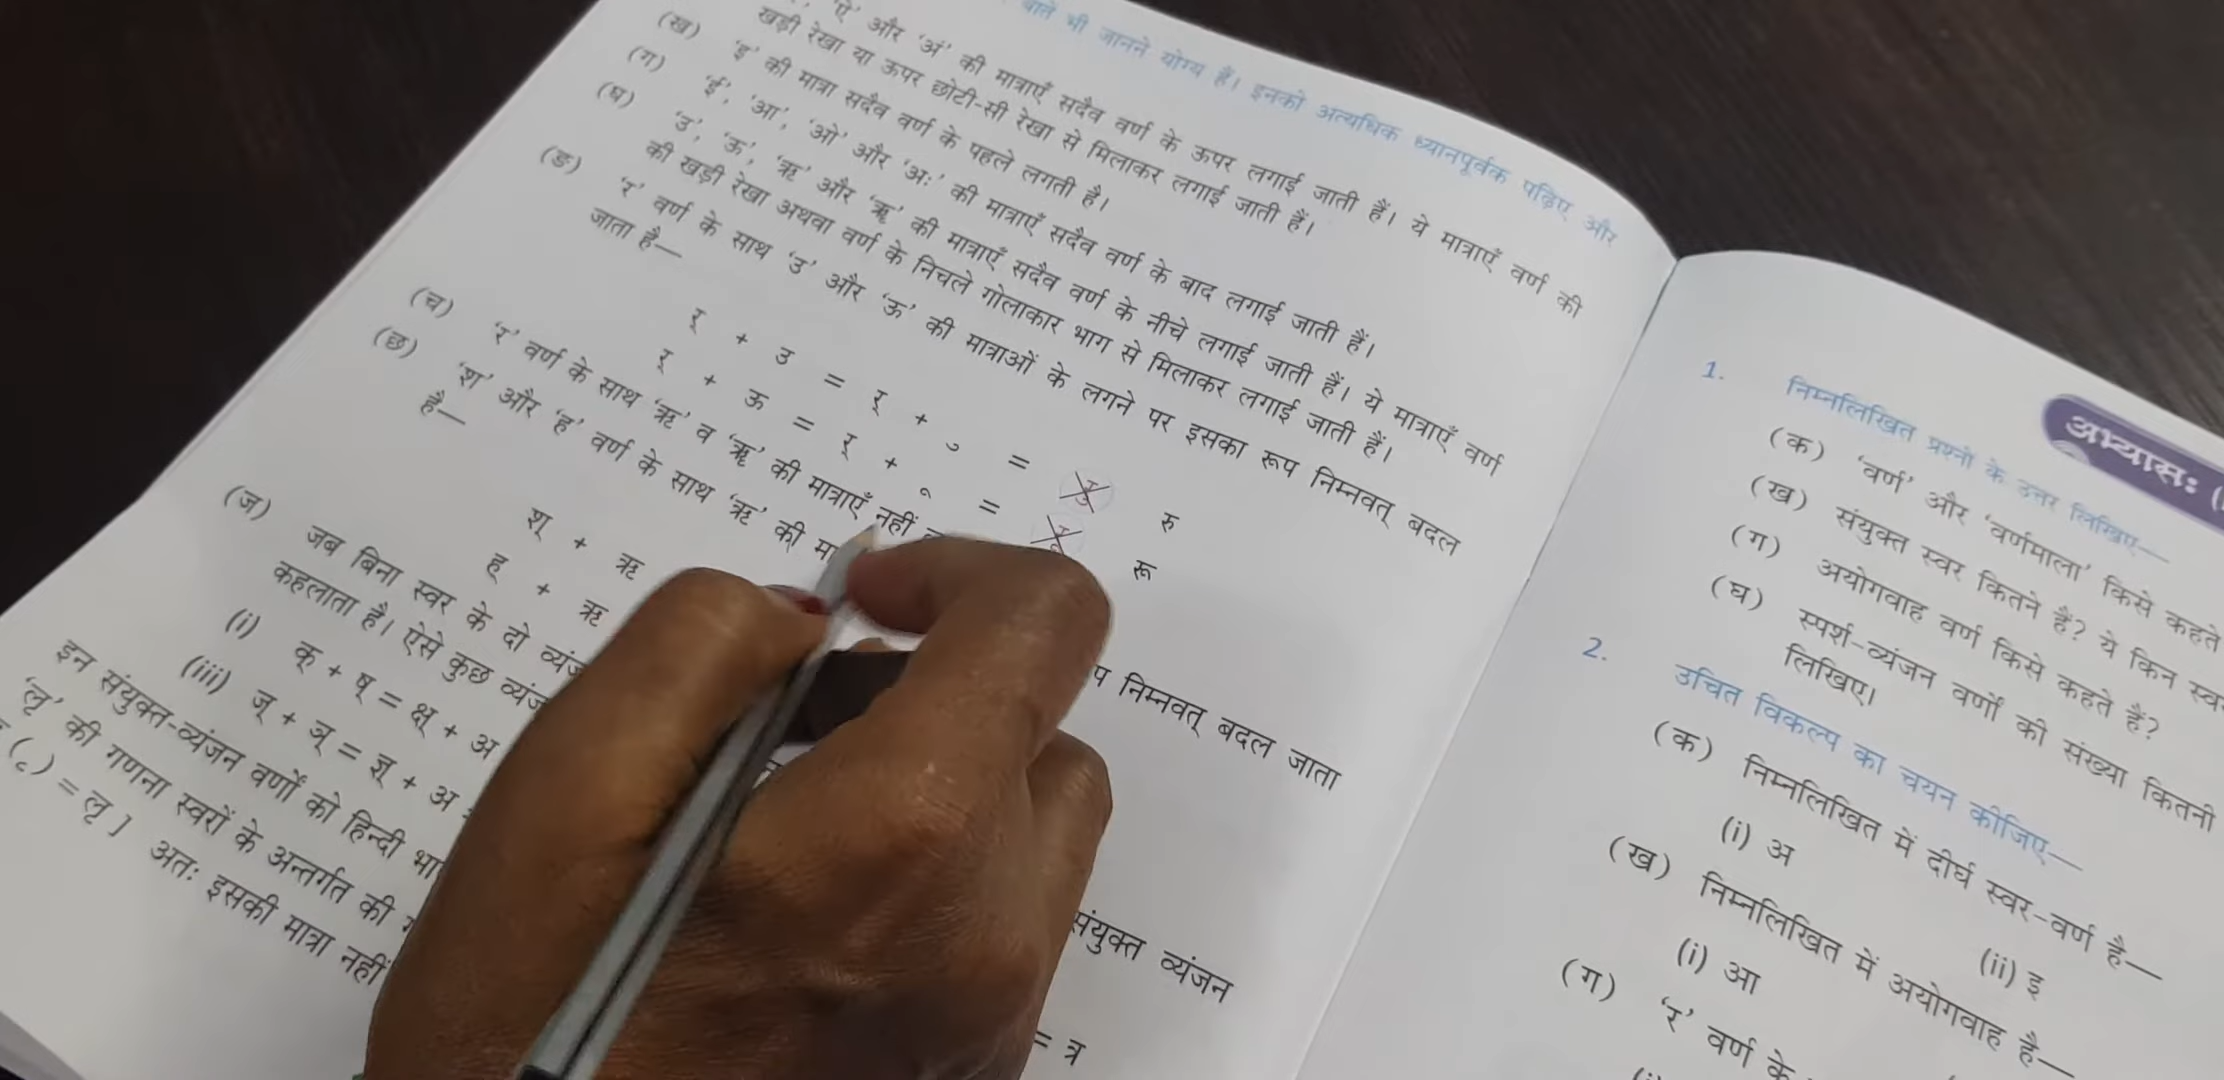 बातें भी जानने योग्य हैं। इनको अत्यधिक ध्यानपूर्वक पढ़िए और
'ऐ' और 'अं' की मात्राएँ सदैव वर्ण के ऊपर लगाई जाती हैं। ये मात्राएँ वर्ण की
खड़ी रेखा या ऊपर छोटी-सी रेखा से मिलाकर लगाई जाती हैं।
(ख) 'इ' की मात्रा सदैव वर्ण के पहले लगती है।
(ग) 'ई', 'आ', 'ओ' और 'अः' की मात्राएँ सदैव वर्ण के बाद लगाई जाती हैं।
(घ) 'उ', 'ऊ', 'ऋ' और 'ॠ' की मात्राएँ सदैव वर्ण के नीचे लगाई जाती हैं। ये मात्राएँ वर्ण
की खड़ी रेखा अथवा वर्ण के निचले गोलाकार भाग से मिलाकर लगाई जाती हैं।
(ङ) 'र' वर्ण के साथ 'उ' और 'ऊ' की मात्राओं के लगने पर इसका रूप निम्नवत् बदल
जाता है—
र् + उ = र् + ु = रु
र् + ऊ = र् + ू = रू
(च) 'र' वर्ण के साथ 'ऋ' व 'ॠ' की मात्राएँ नहीं
(छ) 'श' और 'ह' वर्ण के साथ 'ऋ' की प निम्नवत् बदल जाता
है—
श् + ऋ
ह् + ऋ
(ज) जब बिना स्वर के दो संयुक्त व्यंजन
कहलाता है। ऐसे कुछ
(i) क् + ष् = क्ष् + अ = त्र
(iii) ज् + ञ् = ज्ञ् + अ
इन संयुक्त-व्यंजन वर्णों को हिन्दी
'लृ' की गणना स्वरों के अन्तर्गत की
= लृ ] अतः इसकी मात्रा नहीं
अभ्यासः
1. निम्नलिखित प्रश्नों के उत्तर लिखिए—
(क) 'वर्ण' और 'वर्णमाला' किसे कहते
(ख) संयुक्त स्वर कितने हैं? ये किन
(ग) अयोगवाह वर्ण किसे कहते हैं?
(घ) स्पर्श-व्यंजन वर्णों की संख्या कितनी
लिखिए।
2. उचित विकल्प का चयन कीजिए—
(क) निम्नलिखित में दीर्घ स्वर-वर्ण है—
(i) अ (ii) इ
(ख) निम्नलिखित में अयोगवाह है—
(i) आ
(ग) 'र' वर्ण के